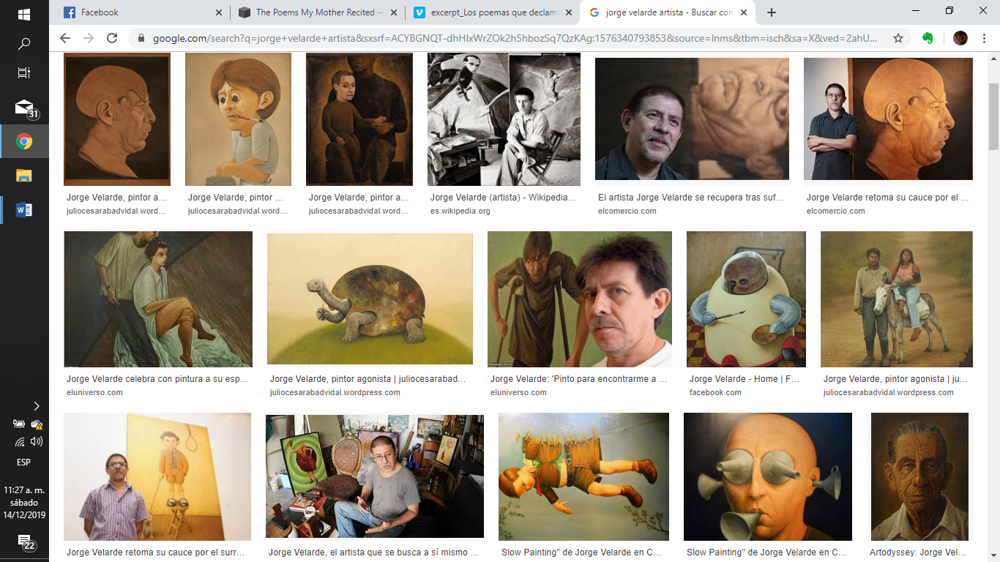 Facebook
The Poems My Mother Recited —
excerpt_Los poemas que declama
jorge velarde artista - Buscar con
google.com/search?q=jorge+velarde+artista&sxsrf=ACYBGNQT-dhHIxWrZOk2h5hbozSq7QzKAg:1576340793853&source=lnms&tbm=isch&sa=X&ved=2ahU...
31
Jorge Velarde, pintor a...
juliocesarabadvidal.word...
Jorge Velarde, pintor ...
juliocesarabadvidal.word...
Jorge Velarde, pintor a...
juliocesarabadvidal.word...
Jorge Velarde (artista) - Wikipedia...
es.wikipedia.org
El artista Jorge Velarde se recupera tras suf...
elcomercio.com
Jorge Velarde retoma su cauce por el ...
elcomercio.com
Jorge Velarde celebra con pintura a su esp...
eluniverso.com
Jorge Velarde, pintor agonista | juliocesarabad...
juliocesarabadvidal.wordpress.com
Jorge Velarde: 'Pinto para encontrarme a ...
eluniverso.com
Jorge Velarde - Home | F...
facebook.com
Jorge Velarde, pintor agonista | ju...
juliocesarabadvidal.wordpress.com
Jorge Velarde retoma su cauce por el surr...
Jorge Velarde, el artista que se busca a sí mismo ...
Slow Painting" de Jorge Velarde en C...
Slow Painting" de Jorge Velarde en C...
Artodyssey: Jorge Vel...
ESP
11:27 a. m.
sábado
14/12/2019
22